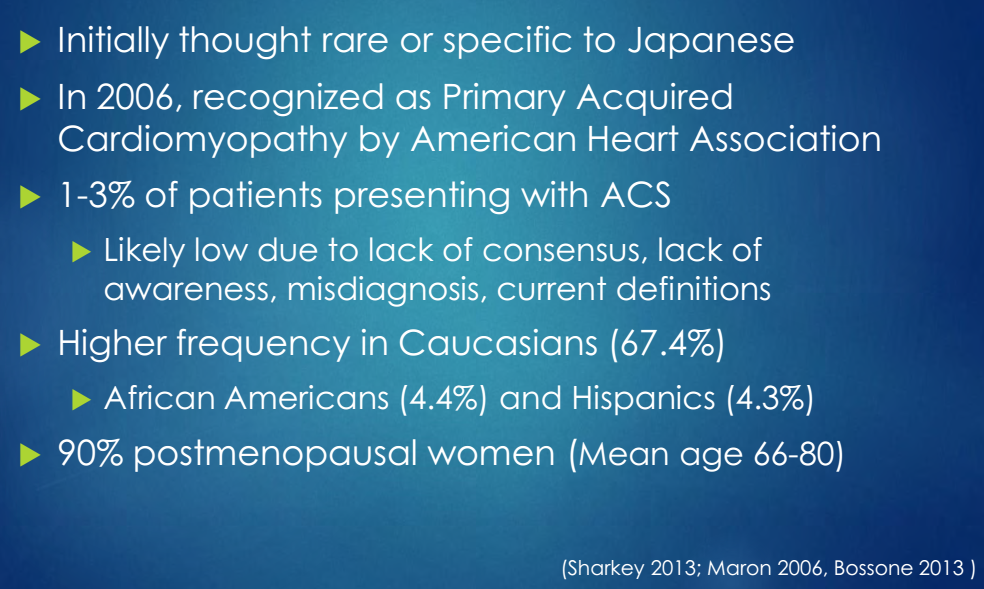 Initially thought rare or specific to Japanese
In 2006, recognized as Primary Acquired
Cardiomyopathy by American Heart Association
1-3% of patients presenting with ACS
Likely low due to lack of consensus, lack of
awareness, misdiagnosis, current definitions
Higher frequency in Caucasians (67.4%)
African Americans (4.4%) and Hispanics (4.3%)
90% postmenopausal women (Mean age 66-80)
(Sharkey 2013; Maron 2006, Bossone 2013 )